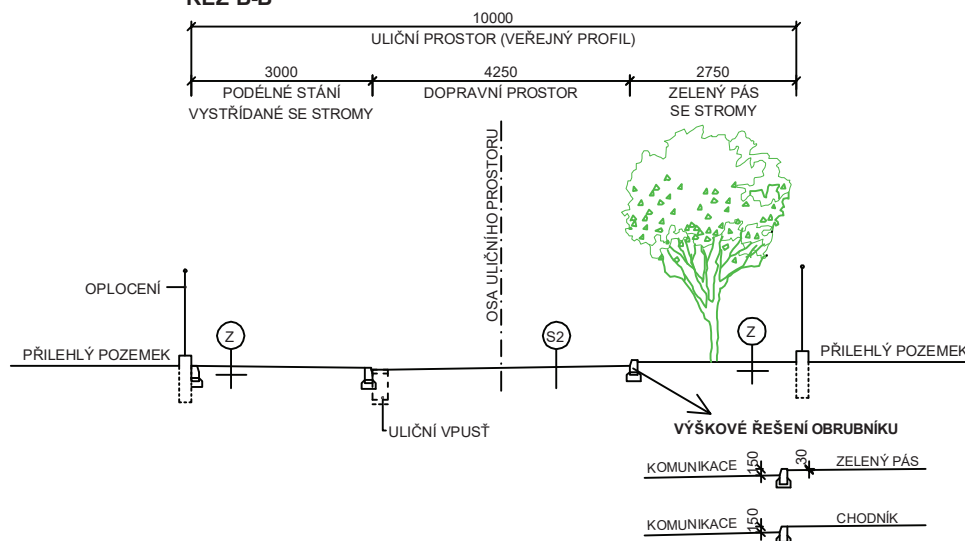 ŘEZ B-B
10000
ULIČNÍ PROSTOR (VEŘEJNÝ PROFIL)
3000
4250
2750
PODÉLNÉ STÁNÍ
VYSTŘÍDANÉ SE STROMY
DOPRAVNÍ PROSTOR
ZELENÝ PÁS
SE STROMY
OSA ULIČNÍHO PROSTORU
OPLOCENÍ
Z
S2
Z
PŘILEHLÝ POZEMEK
PŘILEHLÝ POZEMEK
ULIČNÍ VPUSŤ
VÝŠKOVÉ ŘEŠENÍ OBRUBNÍKU
KOMUNIKACE
150
30
ZELENÝ PÁS
KOMUNIKACE
150
CHODNÍK